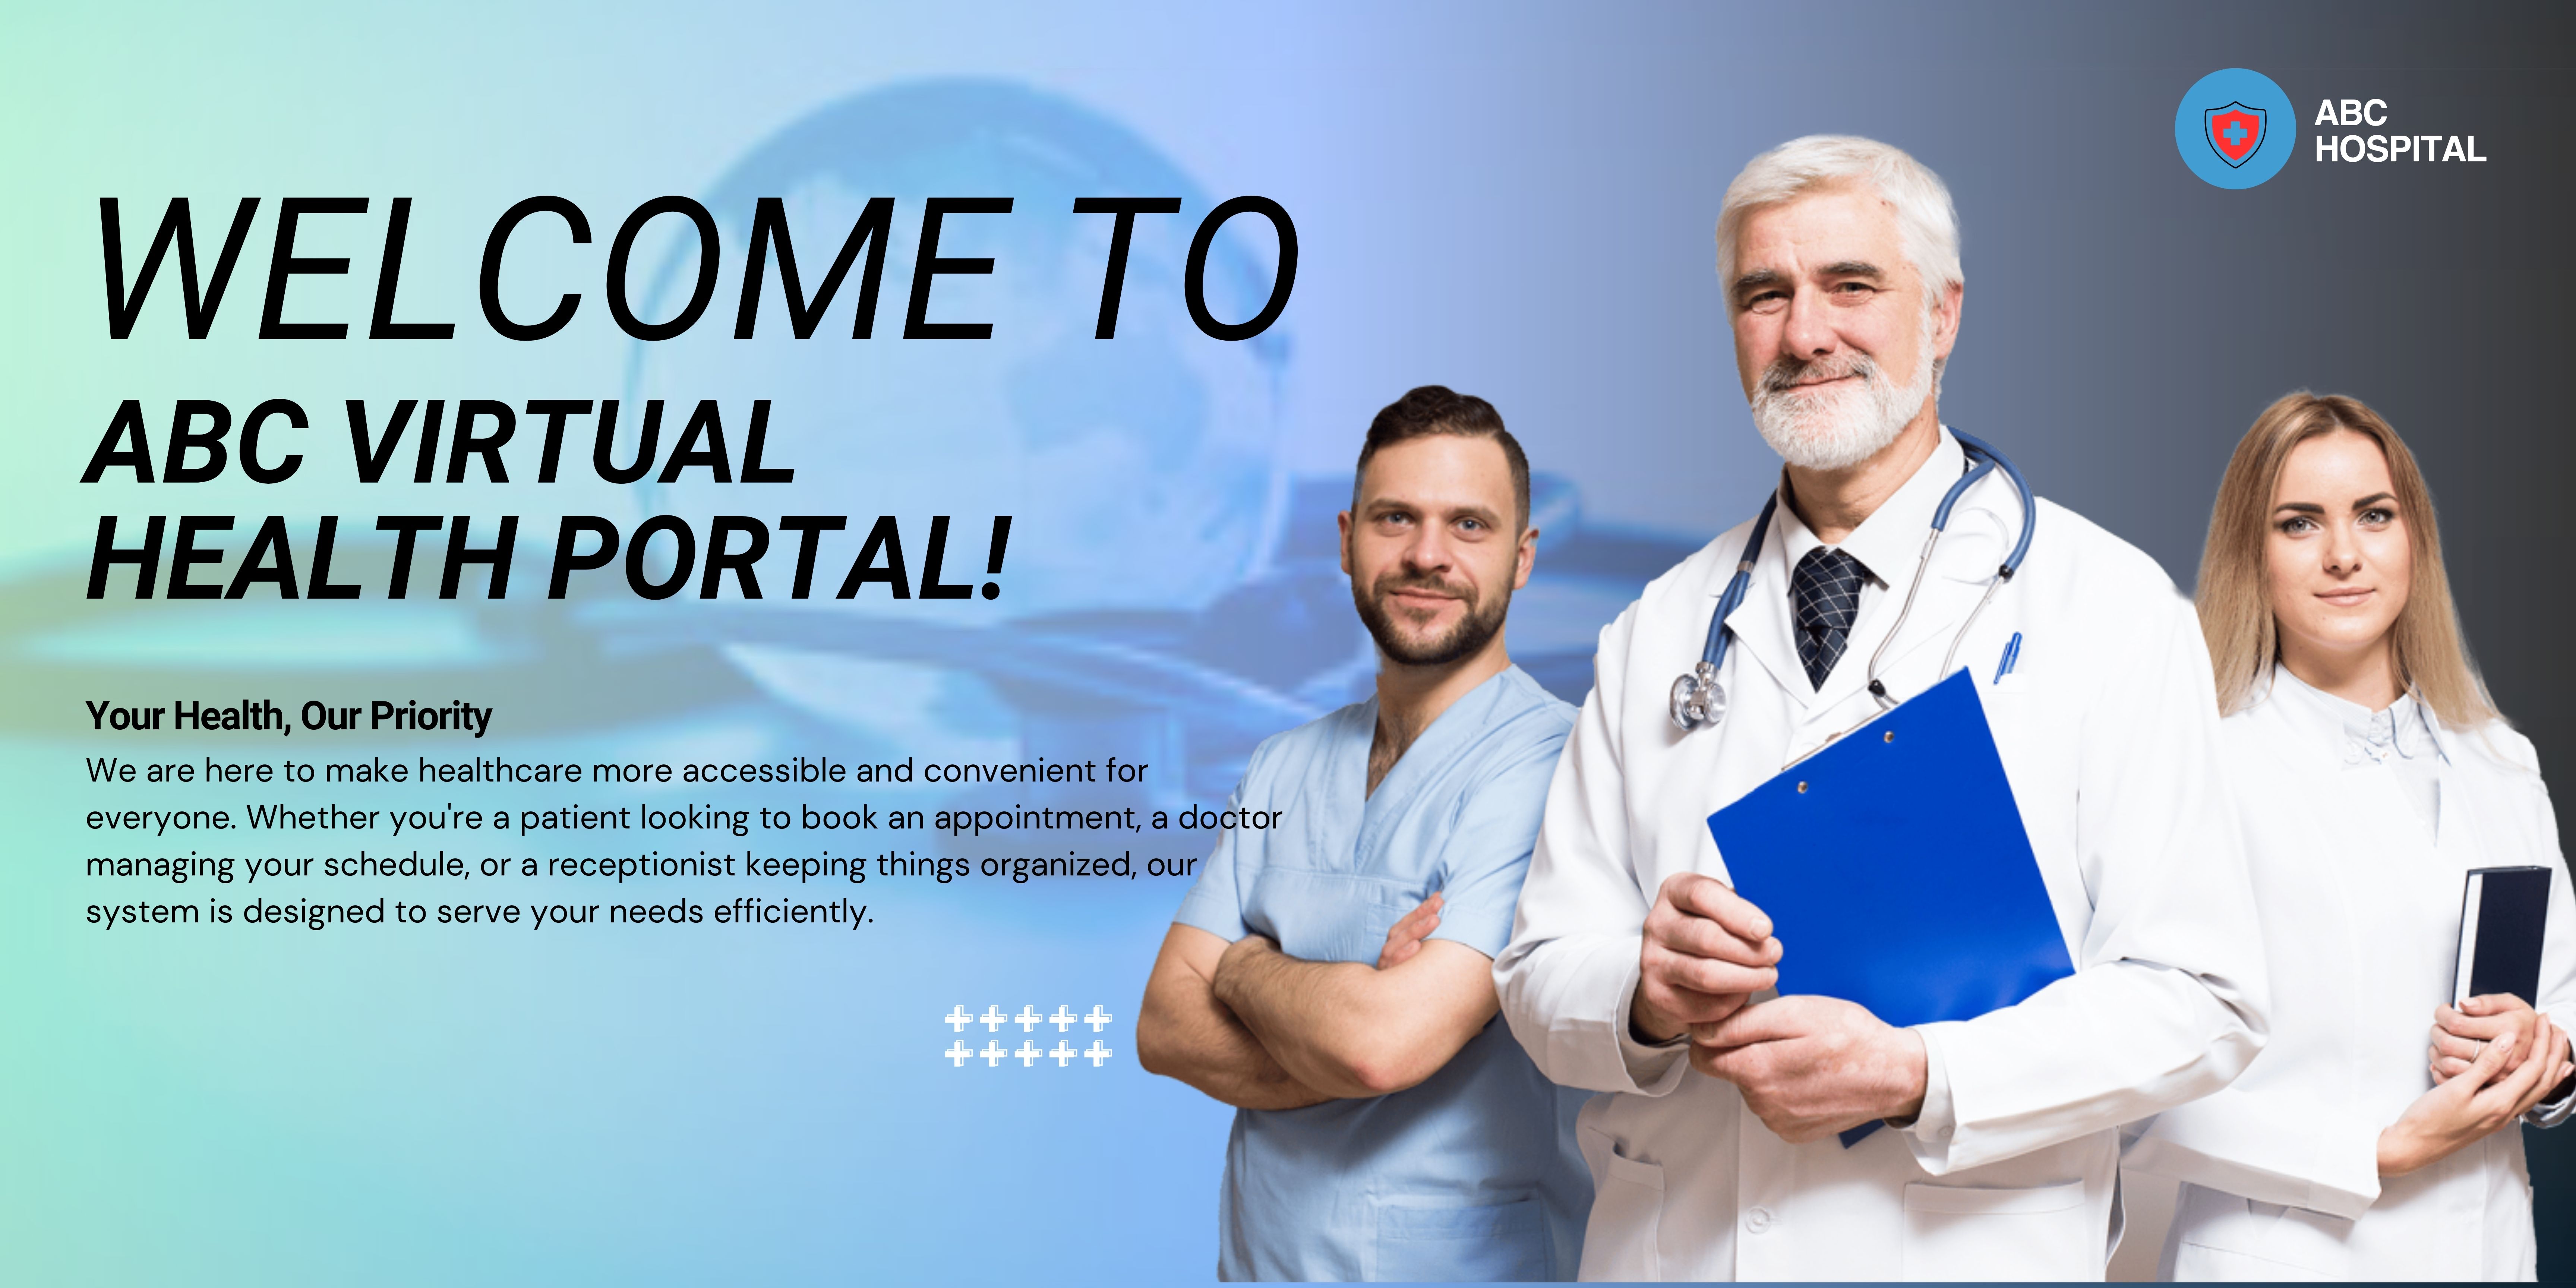 ABC
HOSPITAL
WELCOME TO
ABC VIRTUAL
HEALTH PORTAL!
Your Health, Our Priority
We are here to make healthcare more accessible and convenient for
everyone. Whether you're a patient looking to book an appointment, a doctor
managing your schedule, or a receptionist keeping things organized, our
system is designed to serve your needs efficiently.